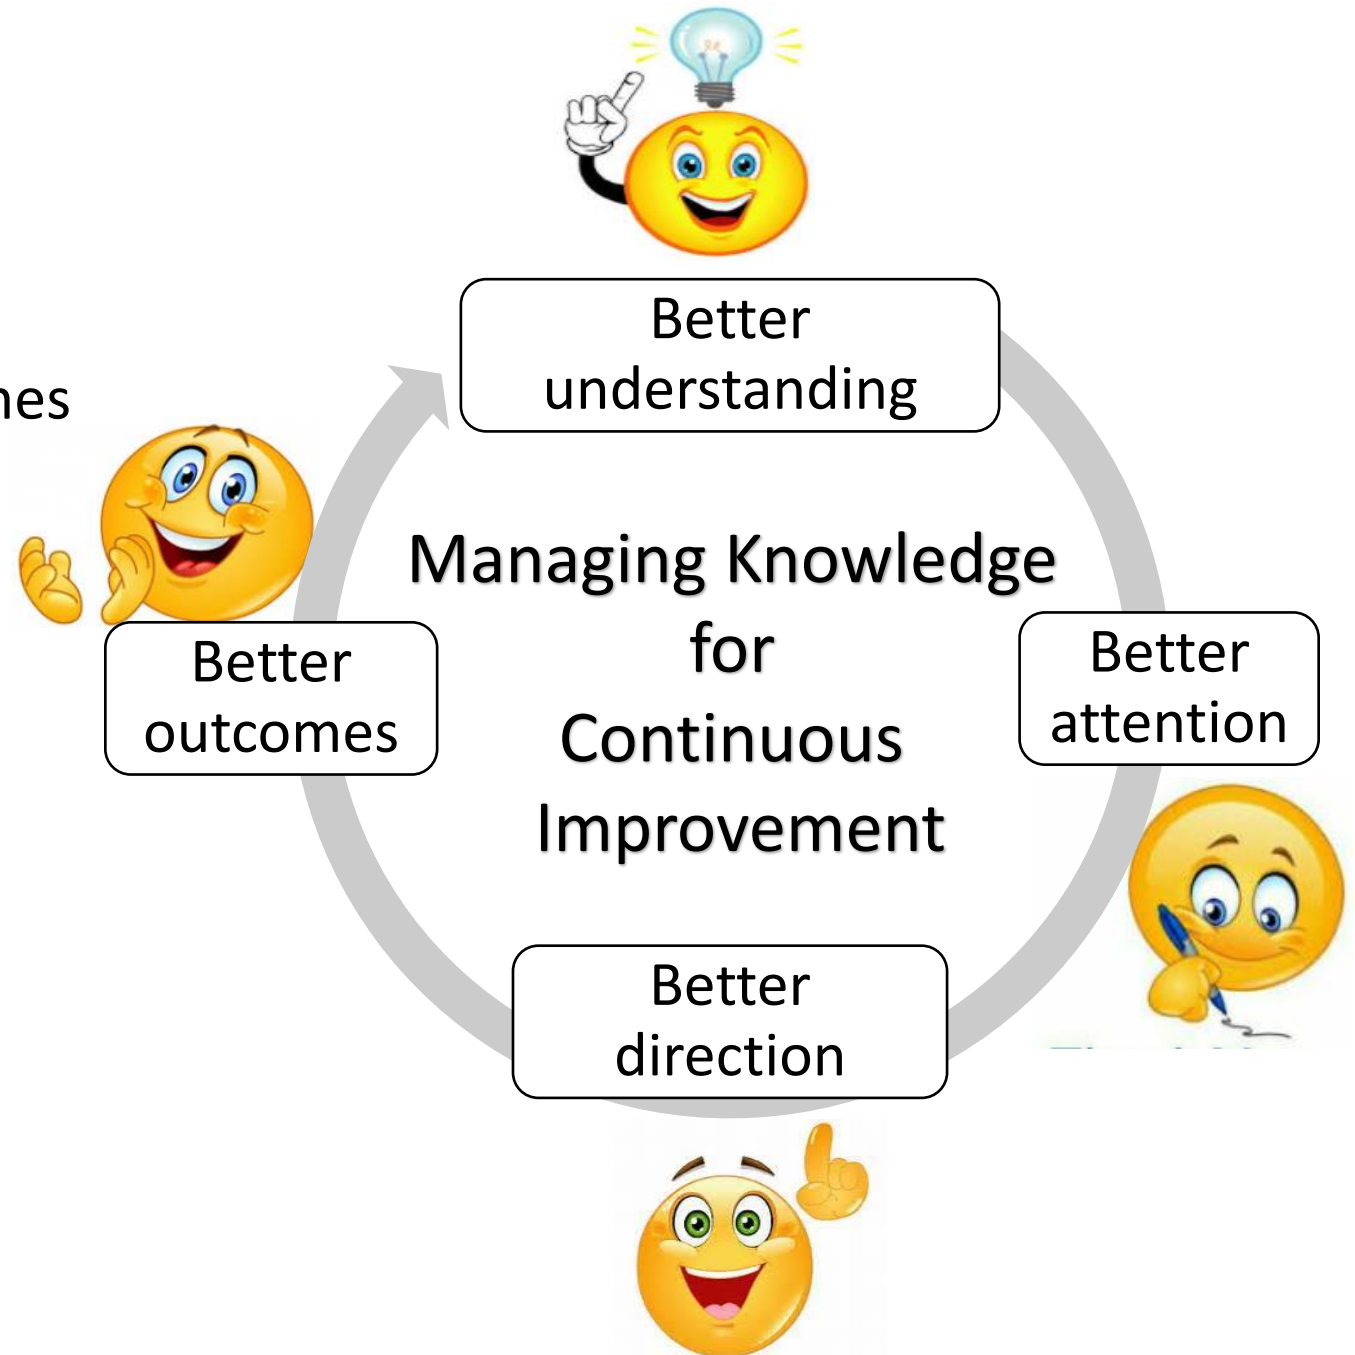 Better
understanding
nes
Managing Knowledge
for
Continuous
Improvement
Better
outcomes
Better
attention
Better
direction